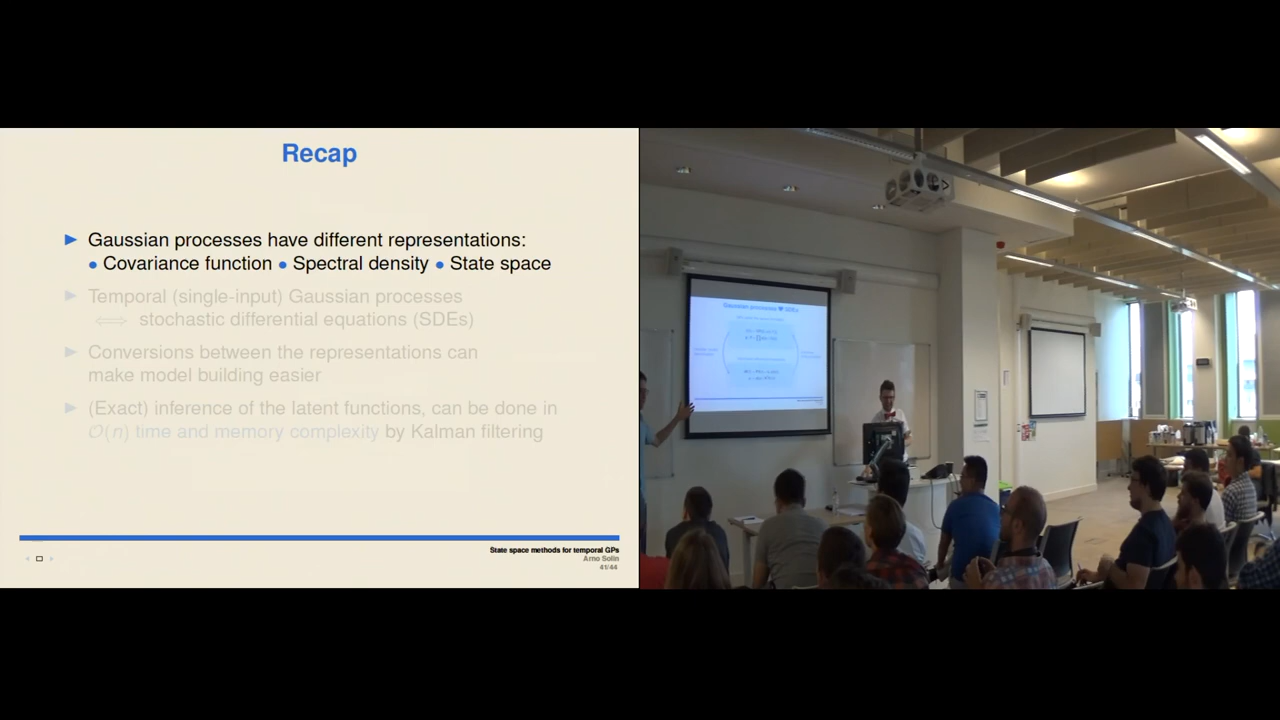 Recap
► Gaussian processes have different representations:
• Covariance function • Spectral density • State space
► Temporal (single-input) Gaussian processes
⟺ stochastic differential equations (SDEs)
► Conversions between the representations can
make model building easier
► (Exact) inference of the latent functions, can be done in
𝒪(n) time and memory complexity by Kalman filtering
State space methods for temporal GPs
Arno Solin
41/44
Gaussian processes ♥ SDEs